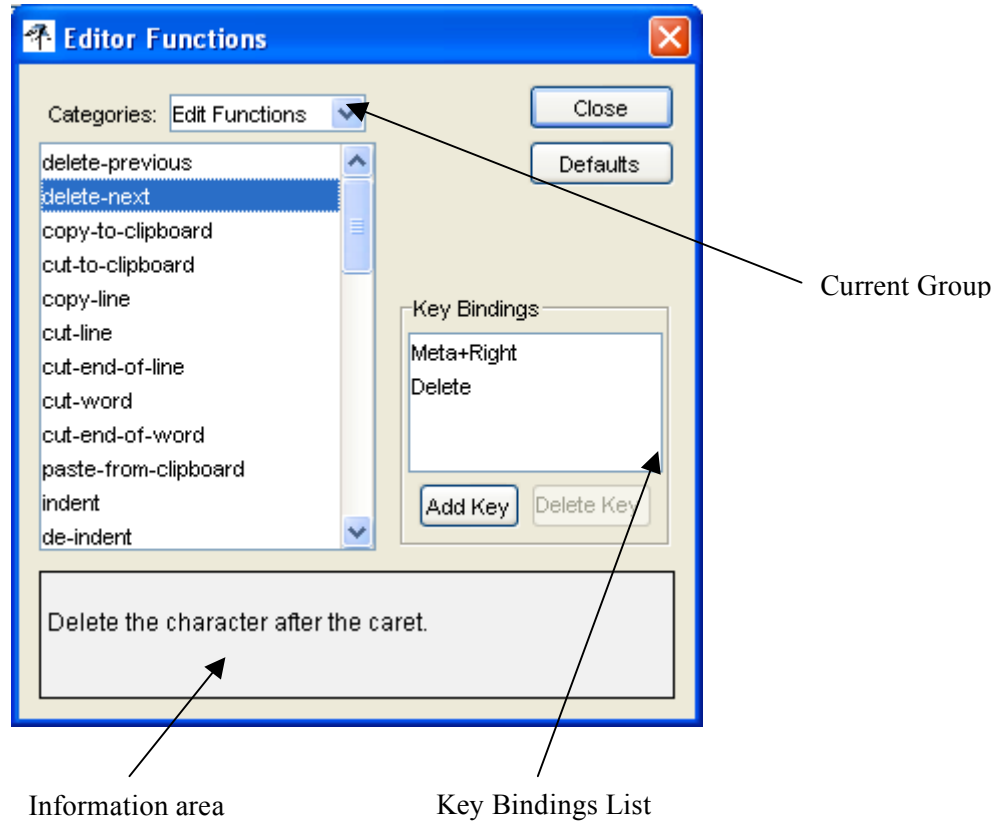 Editor Functions
Categories: Edit Functions
Close
Defaults
delete-previous
delete-next
copy-to-clipboard
cut-to-clipboard
copy-line
cut-line
cut-end-of-line
cut-word
cut-end-of-word
paste-from-clipboard
indent
de-indent
Current Group
Key Bindings
Meta+Right
Delete
Add Key
Delete Key
Delete the character after the caret.
Information area
Key Bindings List